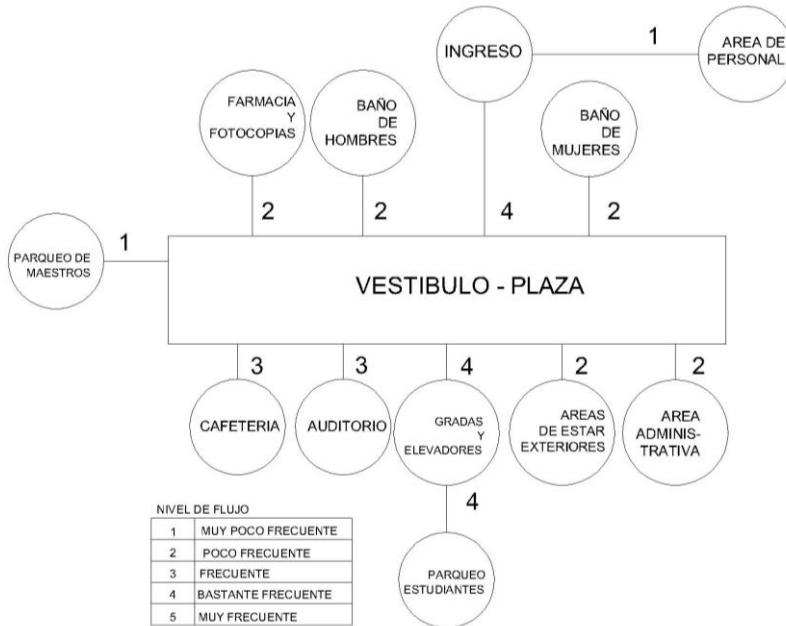 INGRESO
1
AREA DE
PERSONAL
FARMACIA
Y
FOTOCOPIAS
BAÑO
DE
HOMBRES
BAÑO
DE
MUJERES
2
2
4
2
PARQUEO DE
MAESTROS
1
VESTIBULO - PLAZA
3
3
4
2
2
CAFETERIA
AUDITORIO
GRADAS
Y
ELEVADORES
AREAS
DE ESTAR
EXTERIORES
AREA
ADMINIS-
TRATIVA
4
PARQUEO
ESTUDIANTES
NIVEL DE FLUJO
1 MUY POCO FRECUENTE
2 POCO FRECUENTE
3 FRECUENTE
4 BASTANTE FRECUENTE
5 MUY FRECUENTE